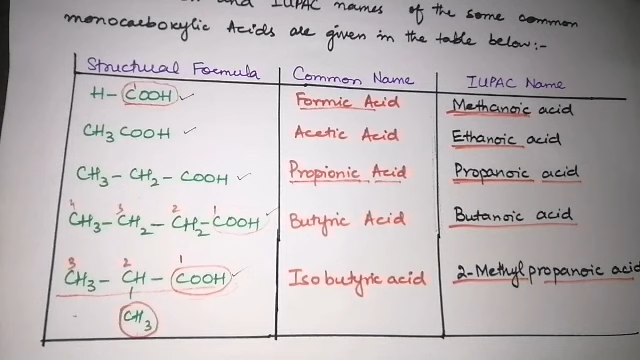 and IUPAC names of the some common
monocarboxylic Acids are given in the table below:-
Structural Formula Common Name IUPAC Name
H-COOH Formic Acid Methanoic acid
CH3COOH Acetic Acid Ethanoic acid
CH3-CH2-COOH Propionic Acid Propanoic acid
4 3 2 1
CH3-CH2-CH2-COOH Butyric Acid Butanoic acid
3 2 1
CH3-CH-COOH Isobutyric acid 2-Methylpropanoic acid
CH3